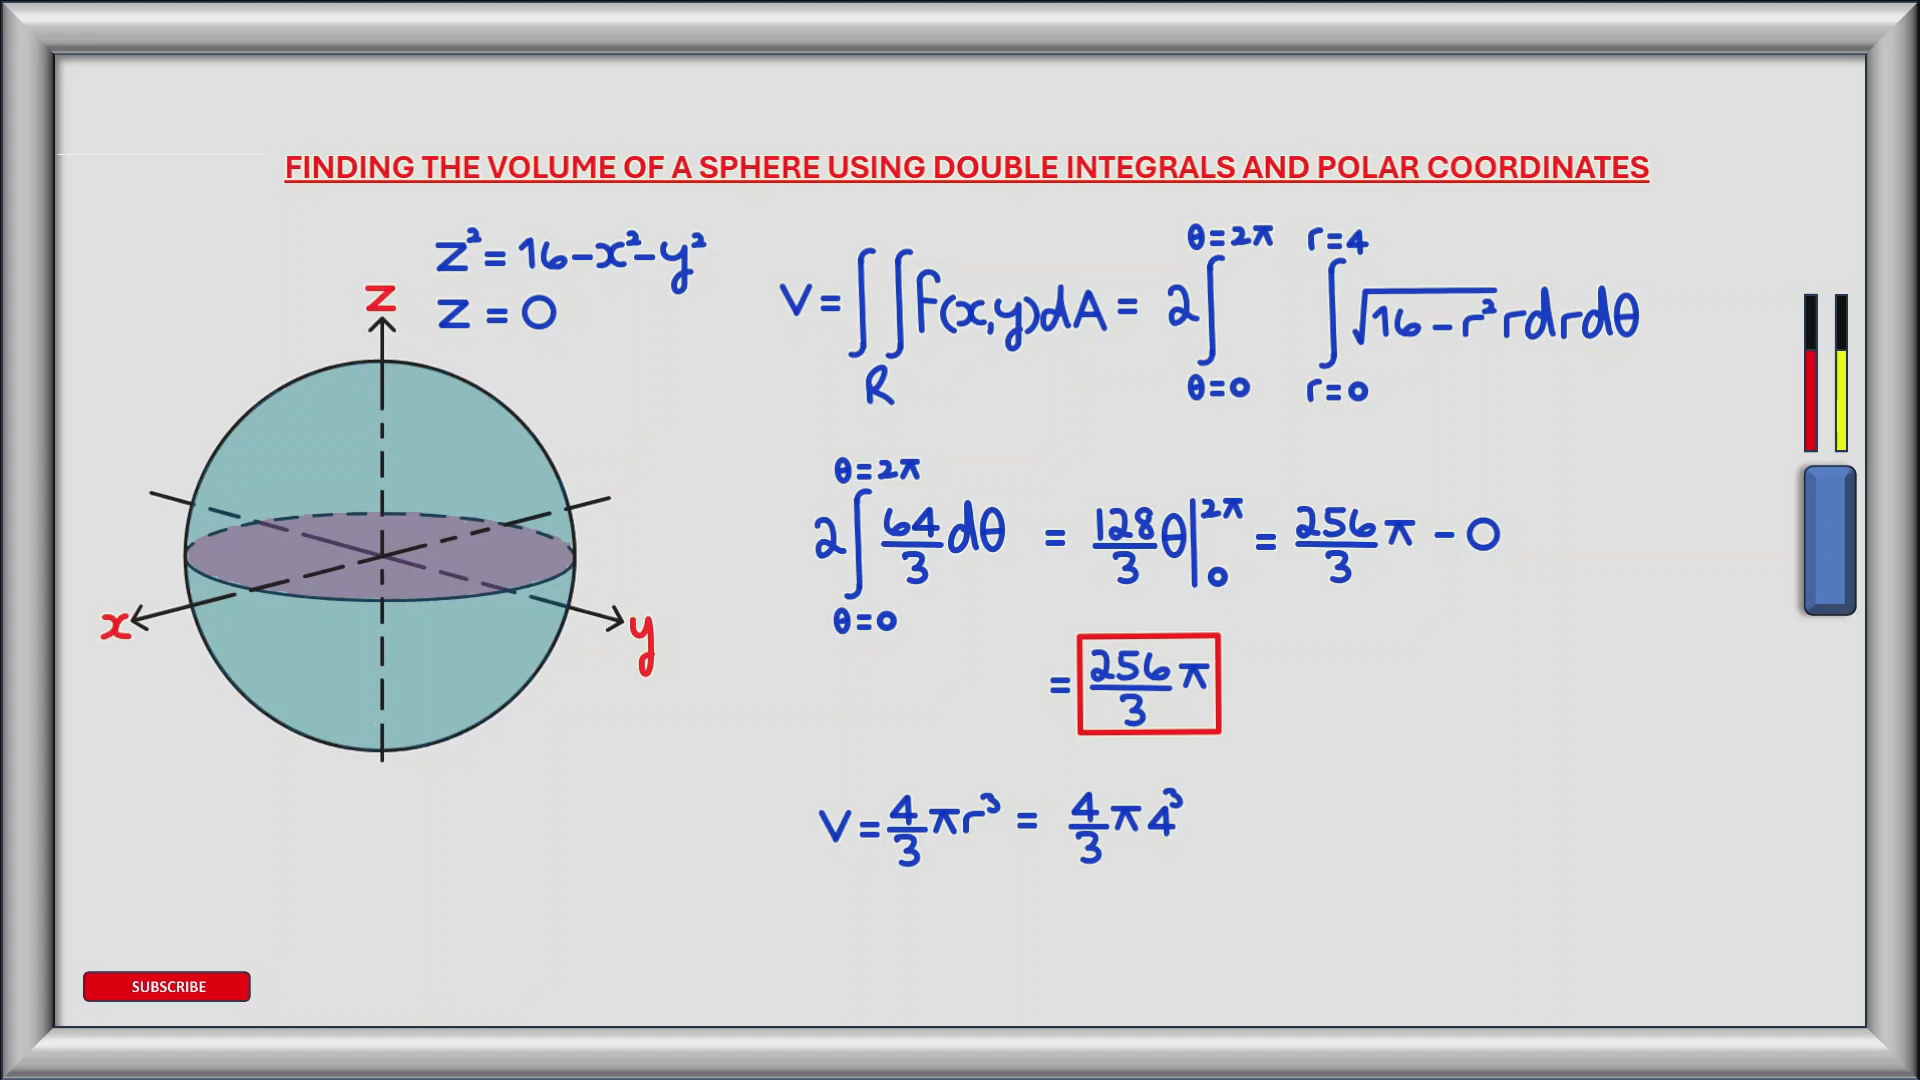 FINDING THE VOLUME OF A SPHERE USING DOUBLE INTEGRALS AND POLAR COORDINATES
z² = 16 - x² - y²
z = 0
z
x
y
V = ∬ f(x,y)dA = 2 ∫ ∫ √(16 - r²) r dr dθ
R
θ = 2π r = 4
θ = 0 r = 0
θ = 2π
2 ∫ 64/3 dθ = 128/3 θ |₀^2π = 256/3 π - 0
θ = 0
= 256/3 π
V = 4/3 πr³ = 4/3 π4³
SUBSCRIBE